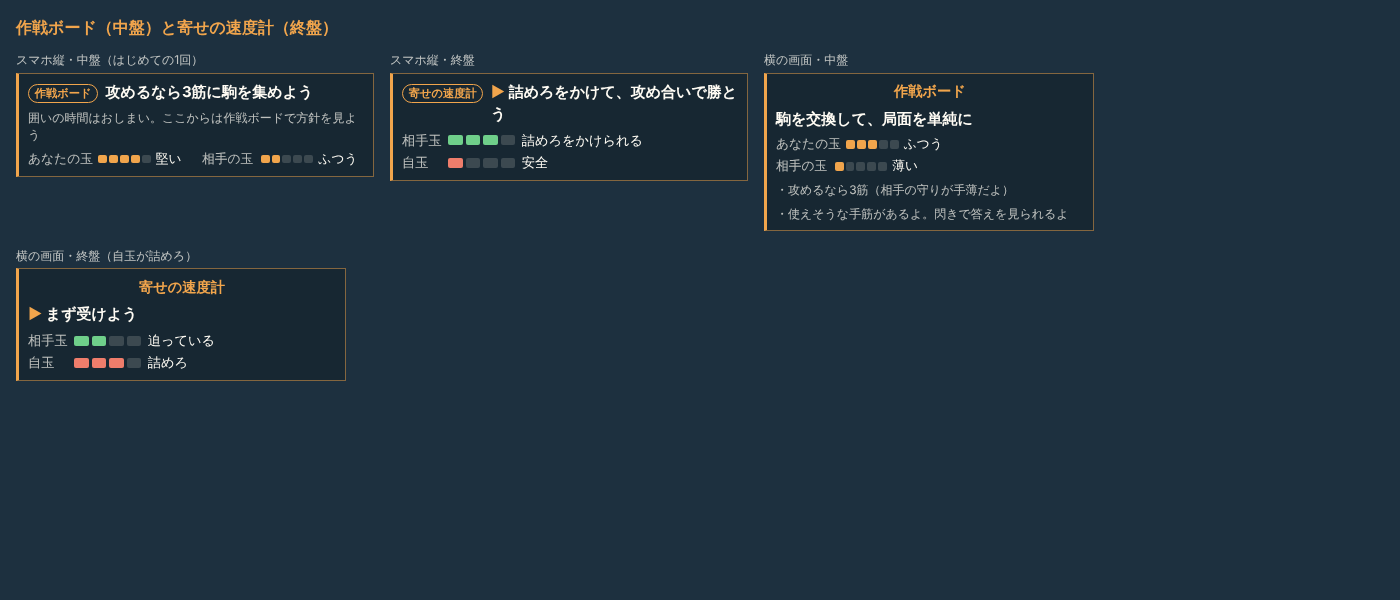 作戦ボード（中盤）と寄せの速度計（終盤）
スマホ縦・中盤（はじめての1回）
作戦ボード 攻めるなら3筋に駒を集めよう
囲いの時間はおしまい。ここからは作戦ボードで方針を見よ
う
あなたの玉 堅い 相手の玉 ふつう
スマホ縦・終盤
寄せの速度計 ▶ 詰めろをかけて、攻め合いで勝と
う
相手玉 詰めろをかけられる
自玉 安全
横の画面・中盤
作戦ボード
駒を交換して、局面を単純に
あなたの玉 ふつう
相手の玉 薄い
・攻めるなら3筋（相手の守りが手薄だよ）
・使えそうな手筋があるよ。閃きで答えを見られるよ
横の画面・終盤（自玉が詰めろ）
寄せの速度計
▶ まず受けよう
相手玉 迫っている
自玉 詰めろ